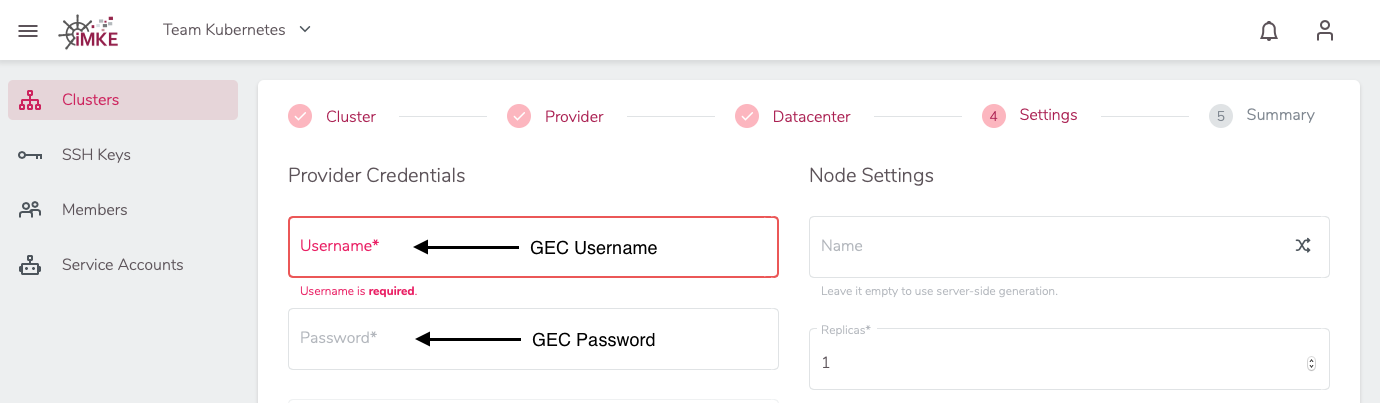 iMKE
Team Kubernetes
Clusters
SSH Keys
Members
Service Accounts
Cluster
Provider
Datacenter
4 Settings
5 Summary
Provider Credentials
Username*
GEC Username
Username is required.
Password*
GEC Password
Node Settings
Name
Leave it empty to use server-side generation.
Replicas*
1